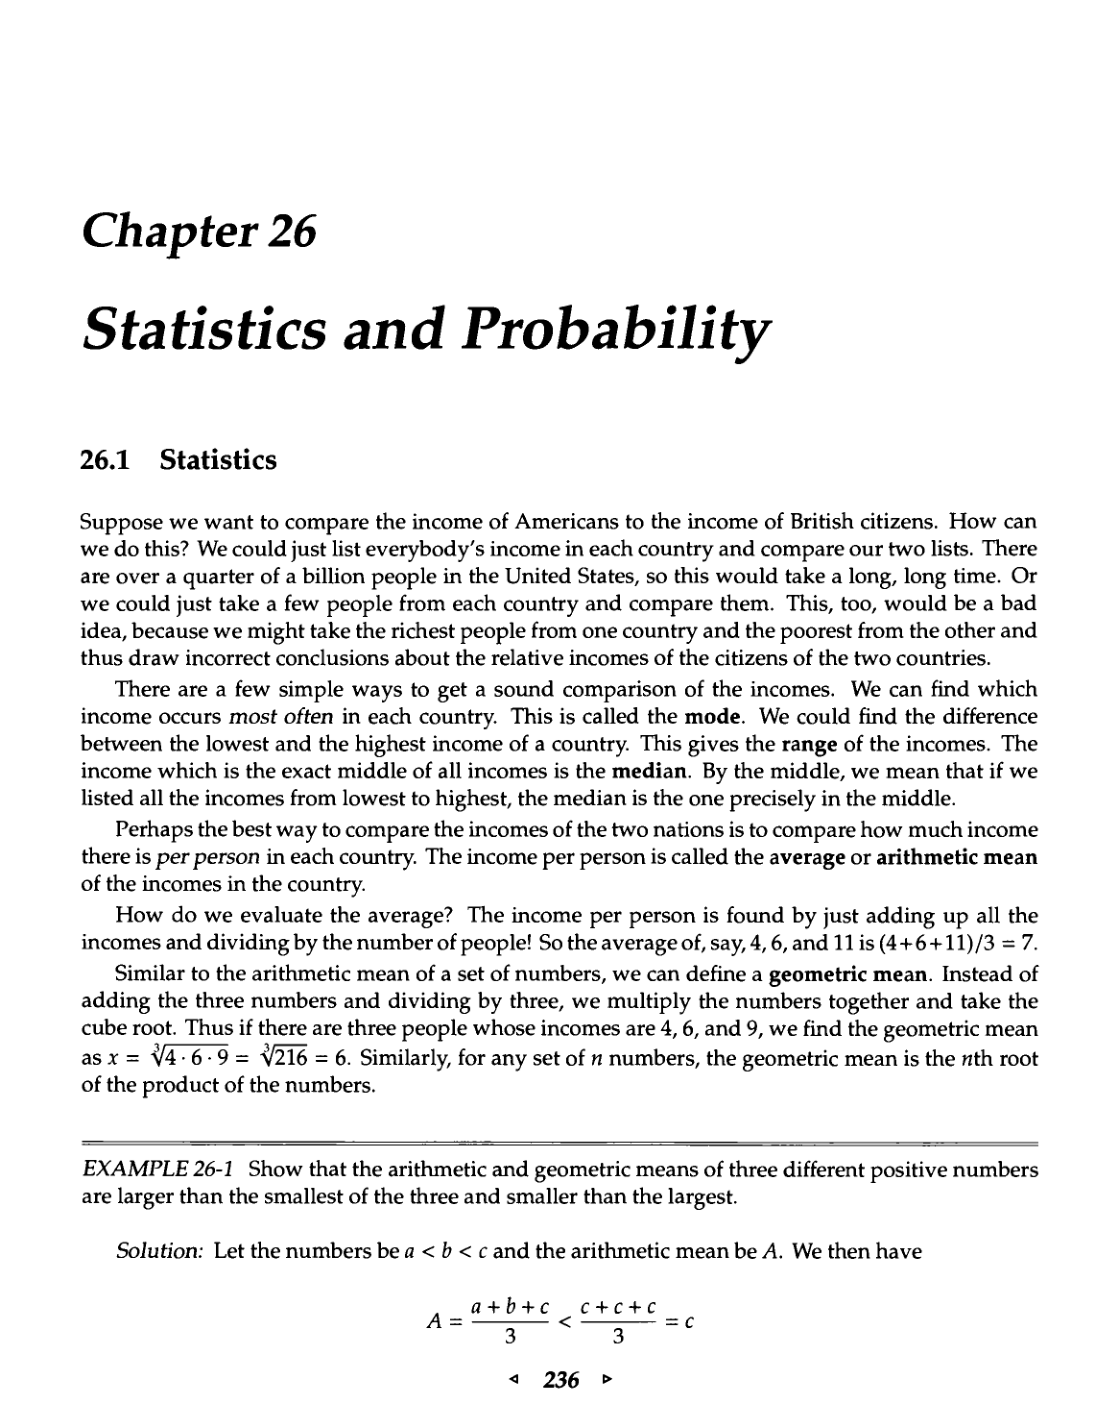 Chapter 26
Statistics and Probability
26.1 Statistics
Suppose we want to compare the income of Americans to the income of British citizens. How can
we do this? We could just list everybody's income in each country and compare our two lists. There
are over a quarter of a billion people in the United States, so this would take a long, long time. Or
we could just take a few people from each country and compare them. This, too, would be a bad
idea, because we might take the richest people from one country and the poorest from the other and
thus draw incorrect conclusions about the relative incomes of the citizens of the two countries.
There are a few simple ways to get a sound comparison of the incomes. We can find which
income occurs most often in each country. This is called the mode. We could find the difference
between the lowest and the highest income of a country. This gives the range of the incomes. The
income which is the exact middle of all incomes is the median. By the middle, we mean that if we
listed all the incomes from lowest to highest, the median is the one precisely in the middle.
Perhaps the best way to compare the incomes of the two nations is to compare how much income
there is per person in each country. The income per person is called the average or arithmetic mean
of the incomes in the country.
How do we evaluate the average? The income per person is found by just adding up all the
incomes and dividing by the number of people! So the average of, say, 4, 6, and 11 is (4+6+11)/3 = 7.
Similar to the arithmetic mean of a set of numbers, we can define a geometric mean. Instead of
adding the three numbers and dividing by three, we multiply the numbers together and take the
cube root. Thus if there are three people whose incomes are 4, 6, and 9, we find the geometric mean
as x = ∛(4 · 6 · 9) = ∛216 = 6. Similarly, for any set of n numbers, the geometric mean is the nth root
of the product of the numbers.
EXAMPLE 26-1 Show that the arithmetic and geometric means of three different positive numbers
are larger than the smallest of the three and smaller than the largest.
Solution: Let the numbers be a < b < c and the arithmetic mean be A. We then have
A = (a + b + c)/3 < (c + c + c)/3 = c
◃ 236 ▹